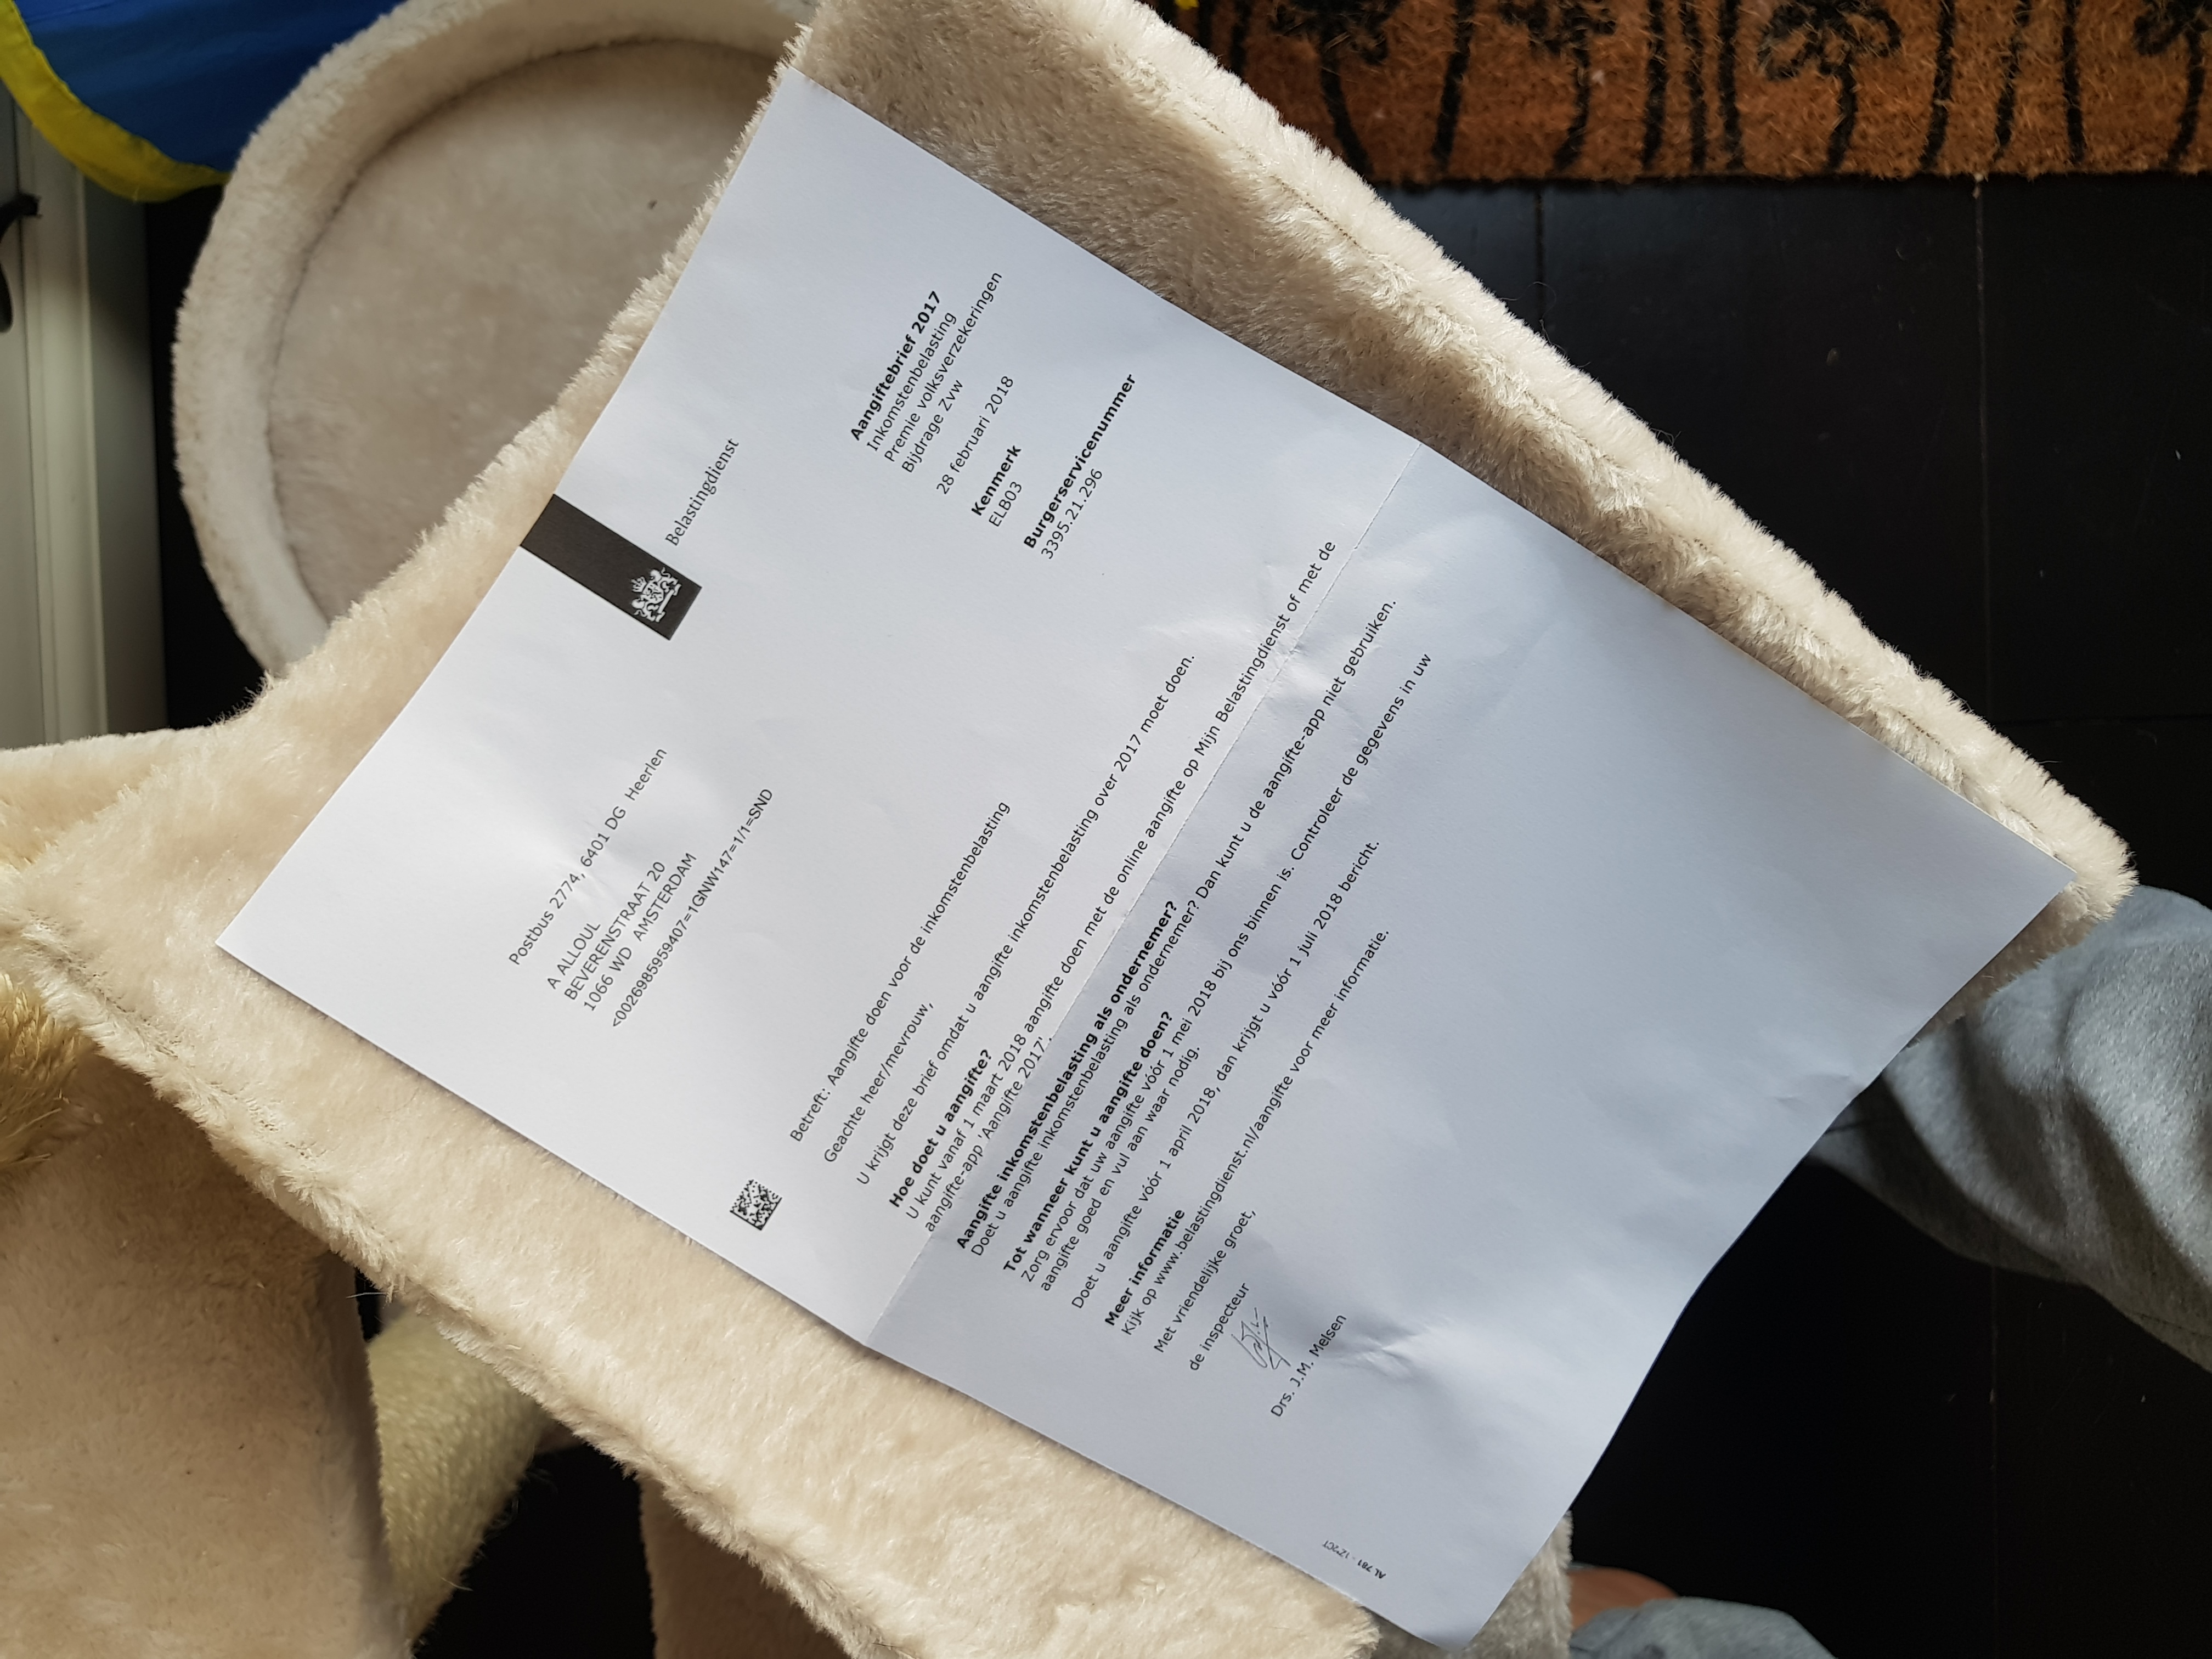 Belastingdienst
Postbus 2774, 6401 DG Heerlen
A ALLOUL
BEVERENSTRAAT 20
1066 WD AMSTERDAM
<0026985959407=1GNW147=1/1=SND
Aangiftebrief 2017
Inkomstenbelasting
Premie volksverzekeringen
Bijdrage Zvw
28 februari 2018
Kenmerk
ELB03
Burgerservicenummer
3395.21.296
Betreft: Aangifte doen voor de inkomstenbelasting
Geachte heer/mevrouw,
U krijgt deze brief omdat u aangifte inkomstenbelasting over 2017 moet doen.
Hoe doet u aangifte?
U kunt vanaf 1 maart 2018 aangifte doen met de online aangifte op Mijn Belastingdienst of met de
aangifte-app 'Aangifte 2017'.
Aangifte inkomstenbelasting als ondernemer?
Doet u aangifte inkomstenbelasting als ondernemer? Dan kunt u de aangifte-app niet gebruiken.
Tot wanneer kunt u aangifte doen?
Zorg ervoor dat uw aangifte vóór 1 mei 2018 bij ons binnen is. Controleer de gegevens in uw
aangifte goed en vul aan waar nodig.
Doet u aangifte vóór 1 april 2018, dan krijgt u vóór 1 juli 2018 bericht.
Meer informatie
Kijk op www.belastingdienst.nl/aangifte voor meer informatie.
Met vriendelijke groet,
de inspecteur
Drs. J.M. Melsen
AL 781